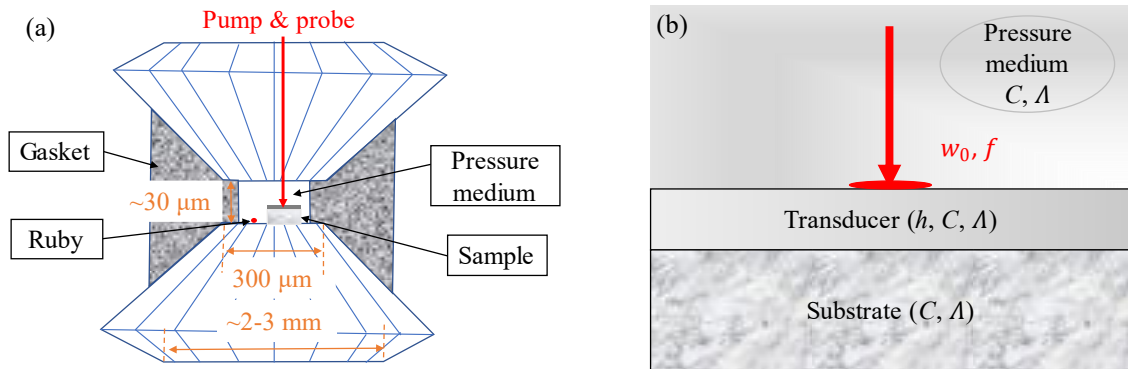 (a)
Pump & probe
Gasket
Pressure
medium
~30 μm
Ruby
Sample
300 μm
~2-3 mm
(b)
Pressure
medium
C, Λ
w₀, f
Transducer (h, C, Λ)
Substrate (C, Λ)